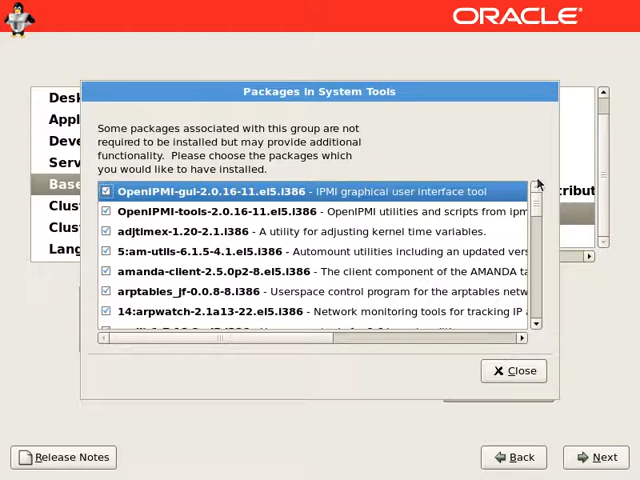 ORACLE®
Packages in System Tools
Some packages associated with this group are not
required to be installed but may provide additional
functionality. Please choose the packages which
you would like to have installed.
Desk
Appl
Deve
Serv
Base
Clus
Clus
Lang
tribut
OpenIPMI-gui-2.0.16-11.el5.i386 - IPMI graphical user interface tool
OpenIPMI-tools-2.0.16-11.el5.i386 - OpenIPMI utilities and scripts from ipm
adjtimex-1.20-2.1.i386 - A utility for adjusting kernel time variables.
5:am-utils-6.1.5-4.1.el5.i386 - Automount utilities including an updated vers
amanda-client-2.5.0p2-8.el5.i386 - The client component of the AMANDA ta
arptables_jf-0.0.8-8.i386 - Userspace control program for the arptables netw
14:arpwatch-2.1a13-22.el5.i386 - Network monitoring tools for tracking IP a
Close
Release Notes
Back
Next